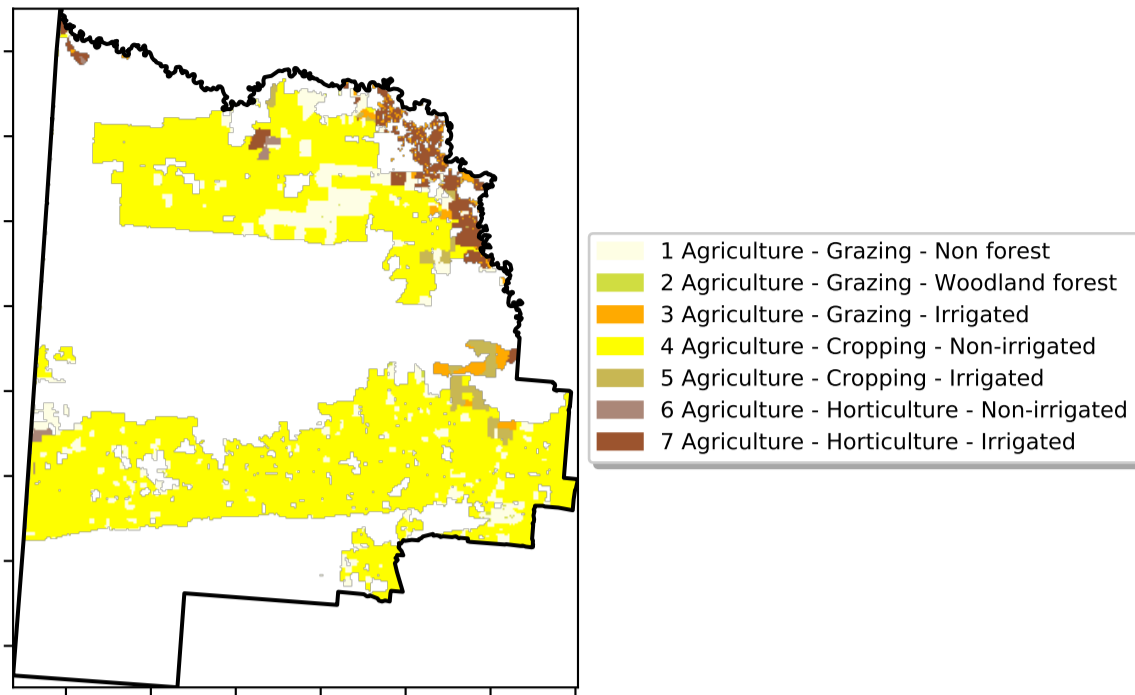 1 Agriculture - Grazing - Non forest
2 Agriculture - Grazing - Woodland forest
3 Agriculture - Grazing - Irrigated
4 Agriculture - Cropping - Non-irrigated
5 Agriculture - Cropping - Irrigated
6 Agriculture - Horticulture - Non-irrigated
7 Agriculture - Horticulture - Irrigated